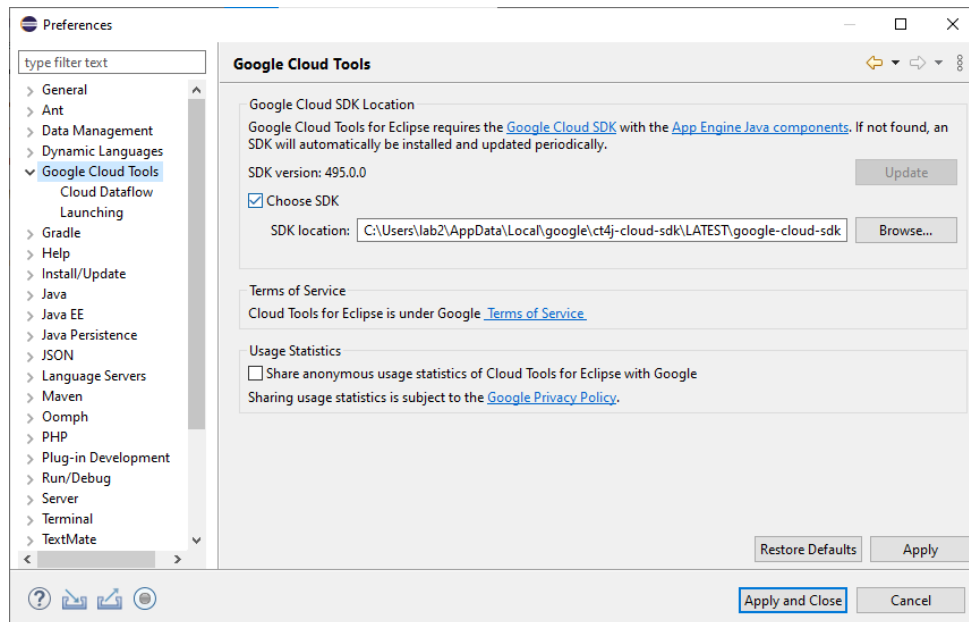 Preferences
type filter text
General
Ant
Data Management
Dynamic Languages
Google Cloud Tools
Cloud Dataflow
Launching
Gradle
Help
Install/Update
Java
Java EE
Java Persistence
JSON
Language Servers
Maven
Oomph
PHP
Plug-in Development
Run/Debug
Server
Terminal
TextMate
Google Cloud Tools
Google Cloud SDK Location
Google Cloud Tools for Eclipse requires the Google Cloud SDK with the App Engine Java components. If not found, an
SDK will automatically be installed and updated periodically.
SDK version: 495.0.0
Update
Choose SDK
SDK location: C:\Users\lab2\AppData\Local\google\ct4j-cloud-sdk\LATEST\google-cloud-sdk
Browse...
Terms of Service
Cloud Tools for Eclipse is under Google Terms of Service
Usage Statistics
Share anonymous usage statistics of Cloud Tools for Eclipse with Google
Sharing usage statistics is subject to the Google Privacy Policy.
Restore Defaults
Apply
?
Apply and Close
Cancel